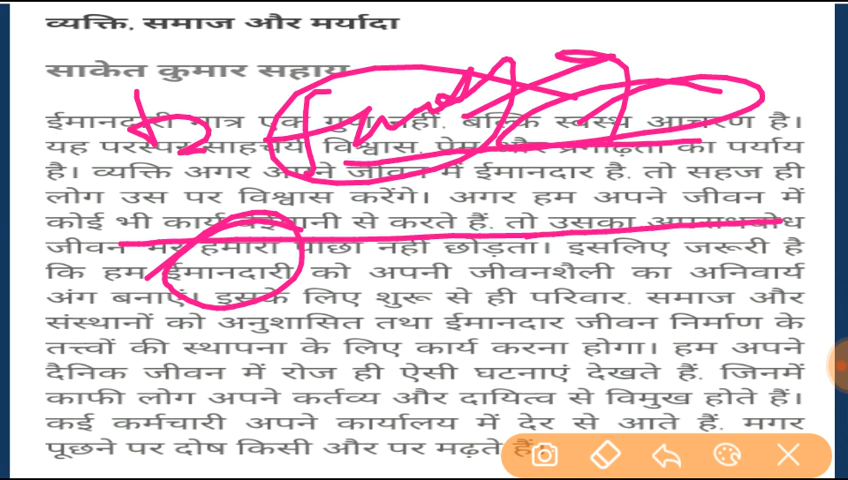 व्यक्ति, समाज और मर्यादा
साकेत कुमार सहाय
ईमानदारी मात्र एक गुण नहीं, बल्कि स्वस्थ आचरण है।
यह परस्पर साहचर्य विश्वास, प्रेम और प्रगाढ़ता का पर्याय
है। व्यक्ति अगर अपने जीवन में ईमानदार है, तो सहज ही
लोग उस पर विश्वास करेंगे। अगर हम अपने जीवन में
कोई भी कार्य बेईमानी से करते हैं, तो उसका अपराधबोध
जीवन भर हमारा पीछा नहीं छोड़ता। इसलिए जरूरी है
कि हम ईमानदारी को अपनी जीवनशैली का अनिवार्य
अंग बनाएं। इसके लिए शुरू से ही परिवार, समाज और
संस्थानों को अनुशासित तथा ईमानदार जीवन निर्माण के
तत्त्वों की स्थापना के लिए कार्य करना होगा। हम अपने
दैनिक जीवन में रोज ही ऐसी घटनाएं देखते हैं, जिनमें
काफी लोग अपने कर्तव्य और दायित्व से विमुख होते हैं।
कई कर्मचारी अपने कार्यालय में देर से आते हैं, मगर
पूछने पर दोष किसी और पर मढ़ते हैं।